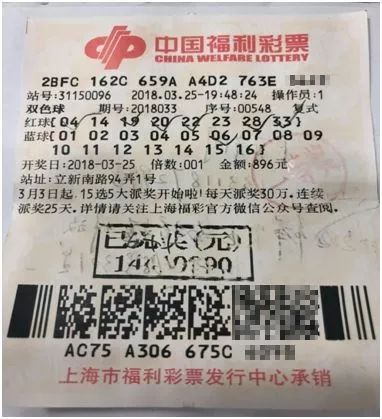 中国福利彩票
CHINA WELFARE LOTTERY
2BFC 162C 659A A4D2 763E
站号:31150096 2018.03.25-19:48:24 操作员:1
双色球 期号:2018033 序号:00548 复式
红球(04 14 19 20 22 23 28 33)
蓝球(01 02 03 04 05 06 07 08 09
10 11 12 13 14 15 16)
开奖日:2018-03-25 倍数:001 金额:896元
站址:立新南路94弄1号
3月3日起,15选5大派奖开始啦!每天派奖30万,连续
派奖25天。详情请关注上海福彩官方微信公众号查阅。
已兑奖(元)
AC75 A306 675C
上海市福利彩票发行中心承销